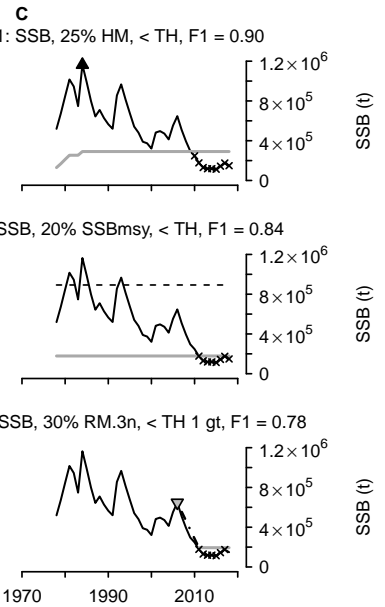 C
1: SSB, 25% HM, < TH, F1 = 0.90
1.2 × 10⁶
8 × 10⁵
4 × 10⁵
0
SSB (t)
SSB, 20% SSBmsy, < TH, F1 = 0.84
1.2 × 10⁶
8 × 10⁵
4 × 10⁵
0
SSB (t)
SSB, 30% RM.3n, < TH 1 gt, F1 = 0.78
1.2 × 10⁶
8 × 10⁵
4 × 10⁵
0
SSB (t)
1970 1990 2010